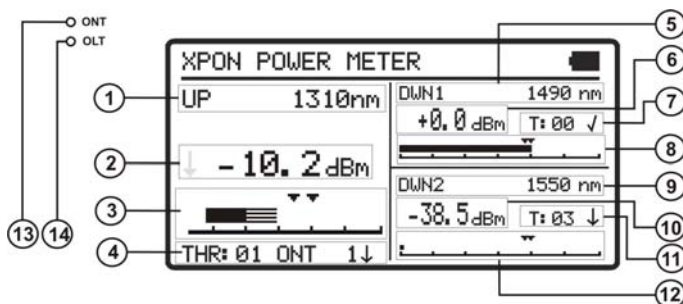 ONT
OLT
XPON POWER METER
UP 1310nm
↓ -10.2 dBm
THR: 01 ONT 1↓
DWN1 1490 nm
+0.0 dBm T: 00 √
DWN2 1550 nm
-38.5 dBm T: 03 ↓
1
2
3
4
5
6
7
8
9
10
11
12
13
14